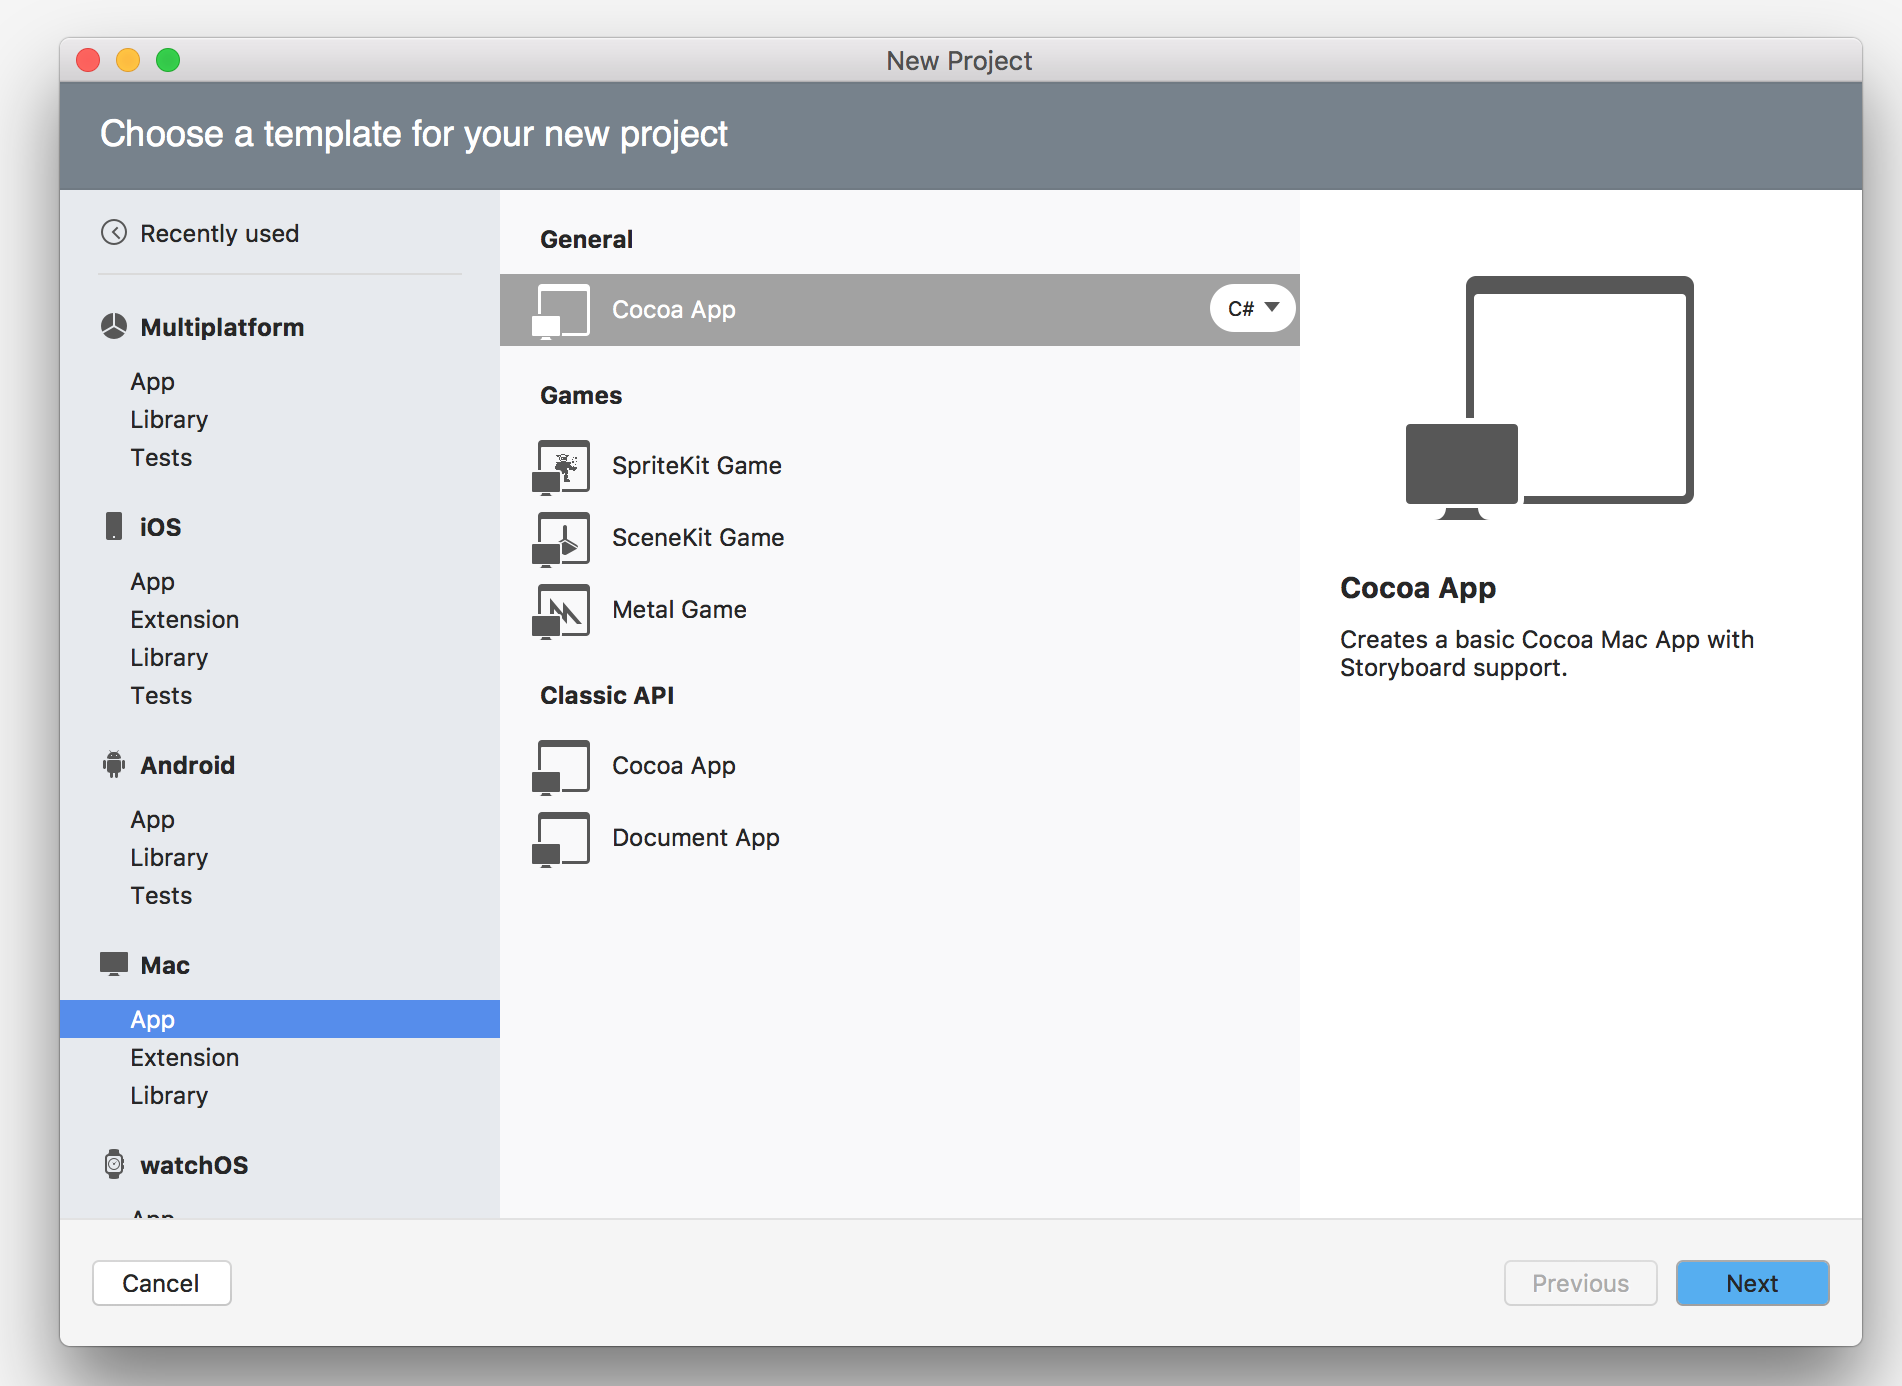 New Project
Choose a template for your new project
Recently used
Multiplatform
App
Library
Tests
iOS
App
Extension
Library
Tests
Android
App
Library
Tests
Mac
App
Extension
Library
watchOS
App
General
Cocoa App
C#
Games
SpriteKit Game
SceneKit Game
Metal Game
Classic API
Cocoa App
Document App
Cocoa App
Creates a basic Cocoa Mac App with
Storyboard support.
Cancel
Previous
Next